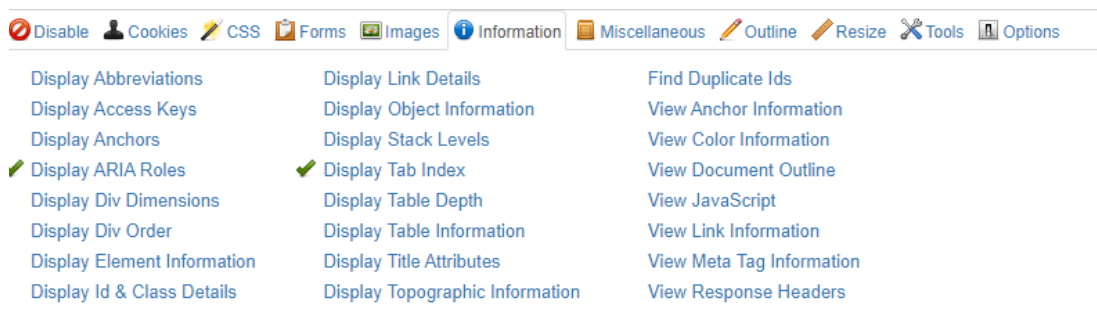 Disable Cookies CSS Forms Images Information Miscellaneous Outline Resize Tools Options
Display Abbreviations
Display Access Keys
Display Anchors
Display ARIA Roles
Display Div Dimensions
Display Div Order
Display Element Information
Display Id & Class Details
Display Link Details
Display Object Information
Display Stack Levels
Display Tab Index
Display Table Depth
Display Table Information
Display Title Attributes
Display Topographic Information
Find Duplicate Ids
View Anchor Information
View Color Information
View Document Outline
View JavaScript
View Link Information
View Meta Tag Information
View Response Headers